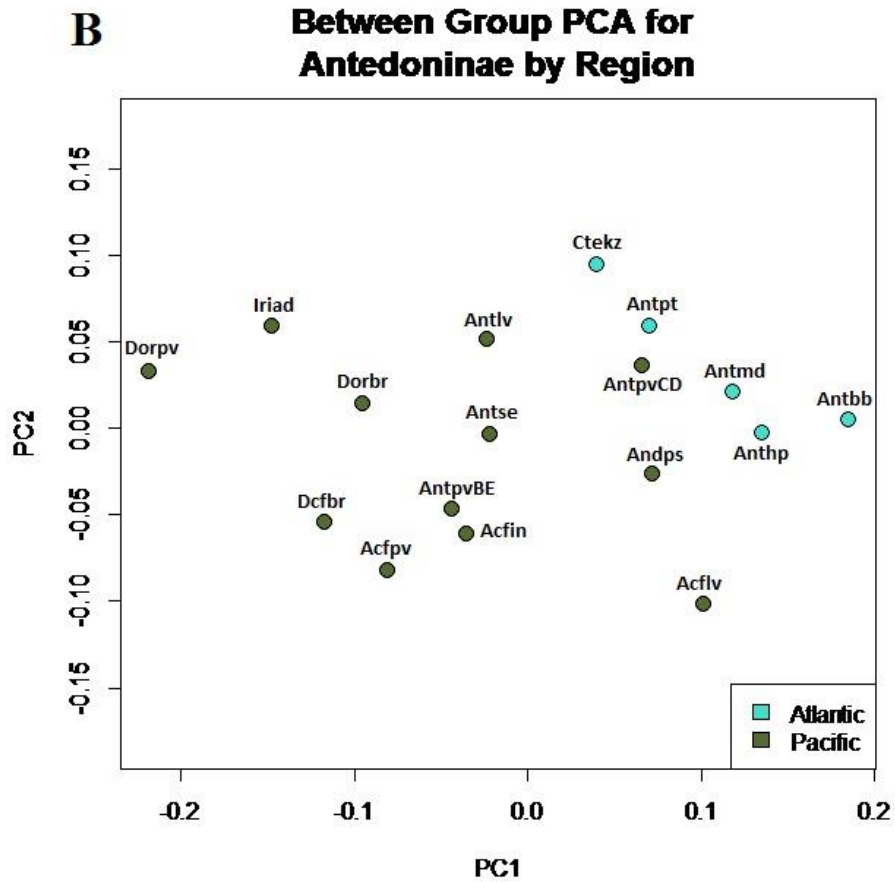 B
Between Group PCA for
Antedoninae by Region
PC2
0.15
0.10
0.05
0.00
-0.05
-0.10
-0.15
Ctekz
Iriad
Antpt
Antlv
Dorpv
Dorbr
AntpvCD
Antmd
Antbb
Antse
Anthp
Andps
AntpvBE
Dcfbr
Acfin
Acfpv
Acflv
Atlantic
Pacific
-0.2
-0.1
0.0
0.1
0.2
PC1